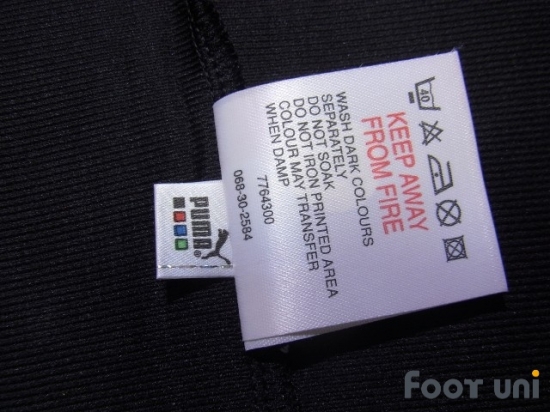 40
KEEP AWAY
FROM FIRE
WASH DARK COLOURS
SEPARATELY
DO NOT SOAK
DO NOT IRON PRINTED AREA
COLOUR MAY TRANSFER
WHEN DAMP
7764300
068-30-2584
PUMA
Foot uni